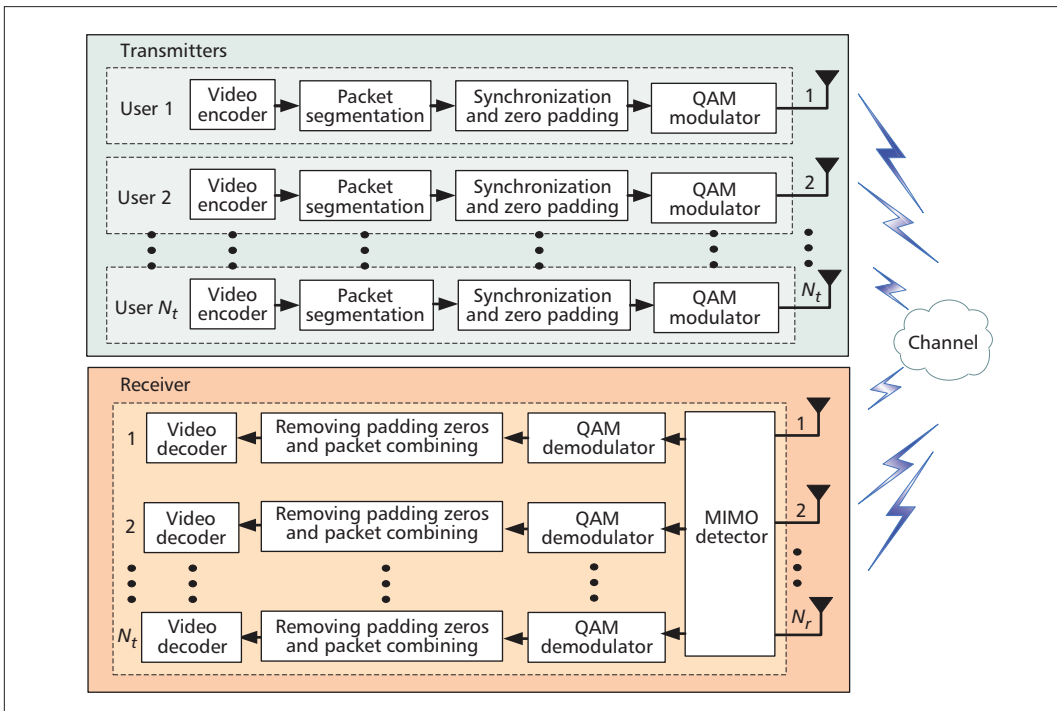 Transmitters
User 1
Video
encoder
Packet
segmentation
Synchronization
and zero padding
QAM
modulator
1
User 2
Video
encoder
Packet
segmentation
Synchronization
and zero padding
QAM
modulator
2
User Nt
Video
encoder
Packet
segmentation
Synchronization
and zero padding
QAM
modulator
Nt
Channel
Receiver
1
Video
decoder
Removing padding zeros
and packet combining
QAM
demodulator
MIMO
detector
1
2
Video
decoder
Removing padding zeros
and packet combining
QAM
demodulator
2
Nt
Video
decoder
Removing padding zeros
and packet combining
QAM
demodulator
Nr